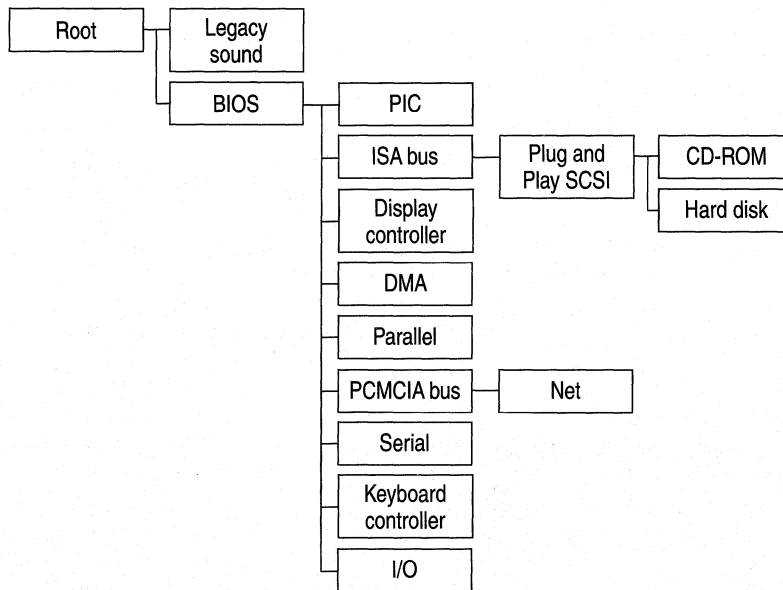 Root
Legacy
sound
BIOS
PIC
ISA bus
Plug and
Play SCSI
CD-ROM
Hard disk
Display
controller
DMA
Parallel
PCMCIA bus
Net
Serial
Keyboard
controller
I/O